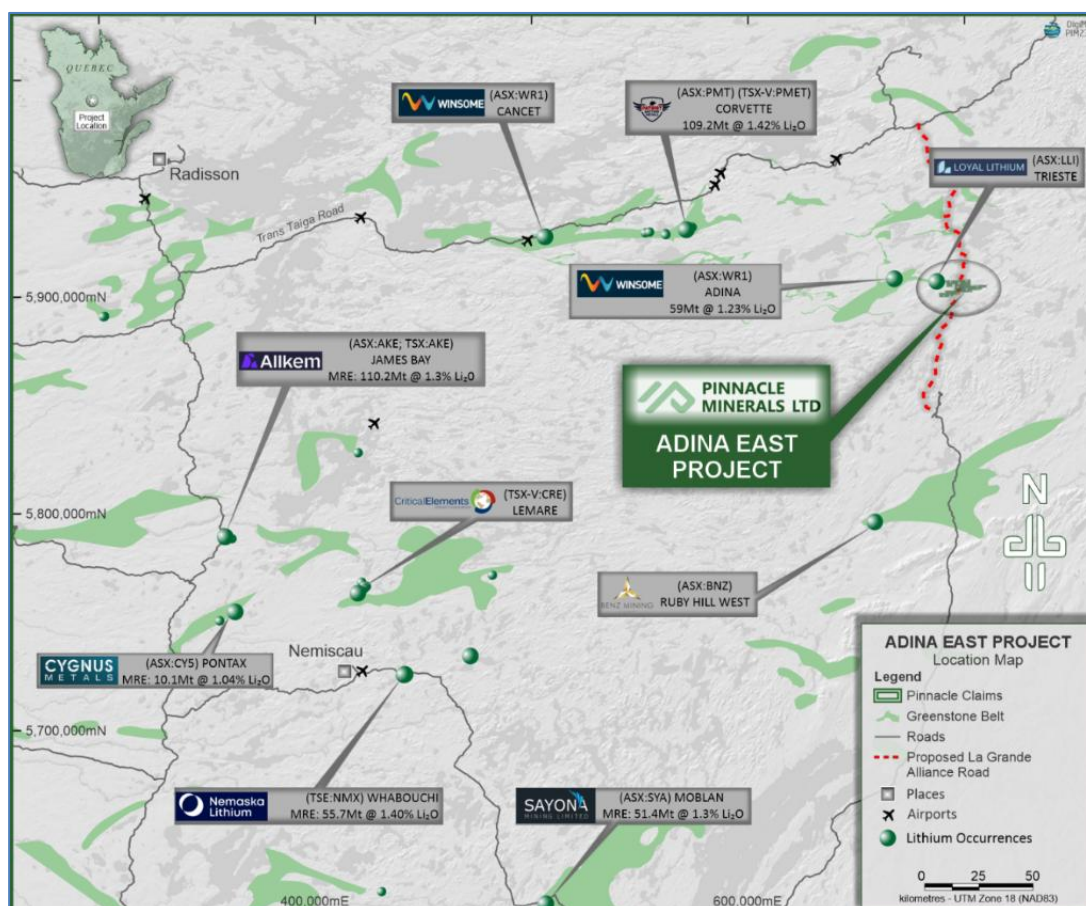 DigiM
PIM23
QUEBEC
Project
Location
Radisson
Trans Taiga Road
WINSOME
(ASX:WR1)
CANCET
(ASX:PMT) (TSX-V:PMET)
CORVETTE
109.2Mt @ 1.42% Li₂O
LOYAL LITHIUM
(ASX:LLI)
TRIESTE
WINSOME
(ASX:WR1)
ADINA
59Mt @ 1.23% Li₂O
5,900,000mN
Allkem
(ASX:AKE; TSX:AKE)
JAMES BAY
MRE: 110.2Mt @ 1.3% Li₂0
PINNACLE
MINERALS LTD
ADINA EAST
PROJECT
CriticalElements
(TSX-V:CRE)
LEMARE
5,800,000mN
N
BENZ MINING
(ASX:BNZ)
RUBY HILL WEST
CYGNUS
METALS
(ASX:CY5) PONTAX
MRE: 10.1Mt @ 1.04% Li₂O
Nemiscau
5,700,000mN
Nemaska
Lithium
(TSE:NMX) WHABOUCHI
MRE: 55.7Mt @ 1.40% Li₂O
SAYONA
MINING LIMITED
(ASX:SYA) MOBLAN
MRE: 51.4Mt @ 1.3% Li₂O
400,000mE
600,000mE
ADINA EAST PROJECT
Location Map
Legend
Pinnacle Claims
Greenstone Belt
Roads
Proposed La Grande
Alliance Road
Places
Airports
Lithium Occurrences
0 25 50
kilometres - UTM Zone 18 (NAD83)